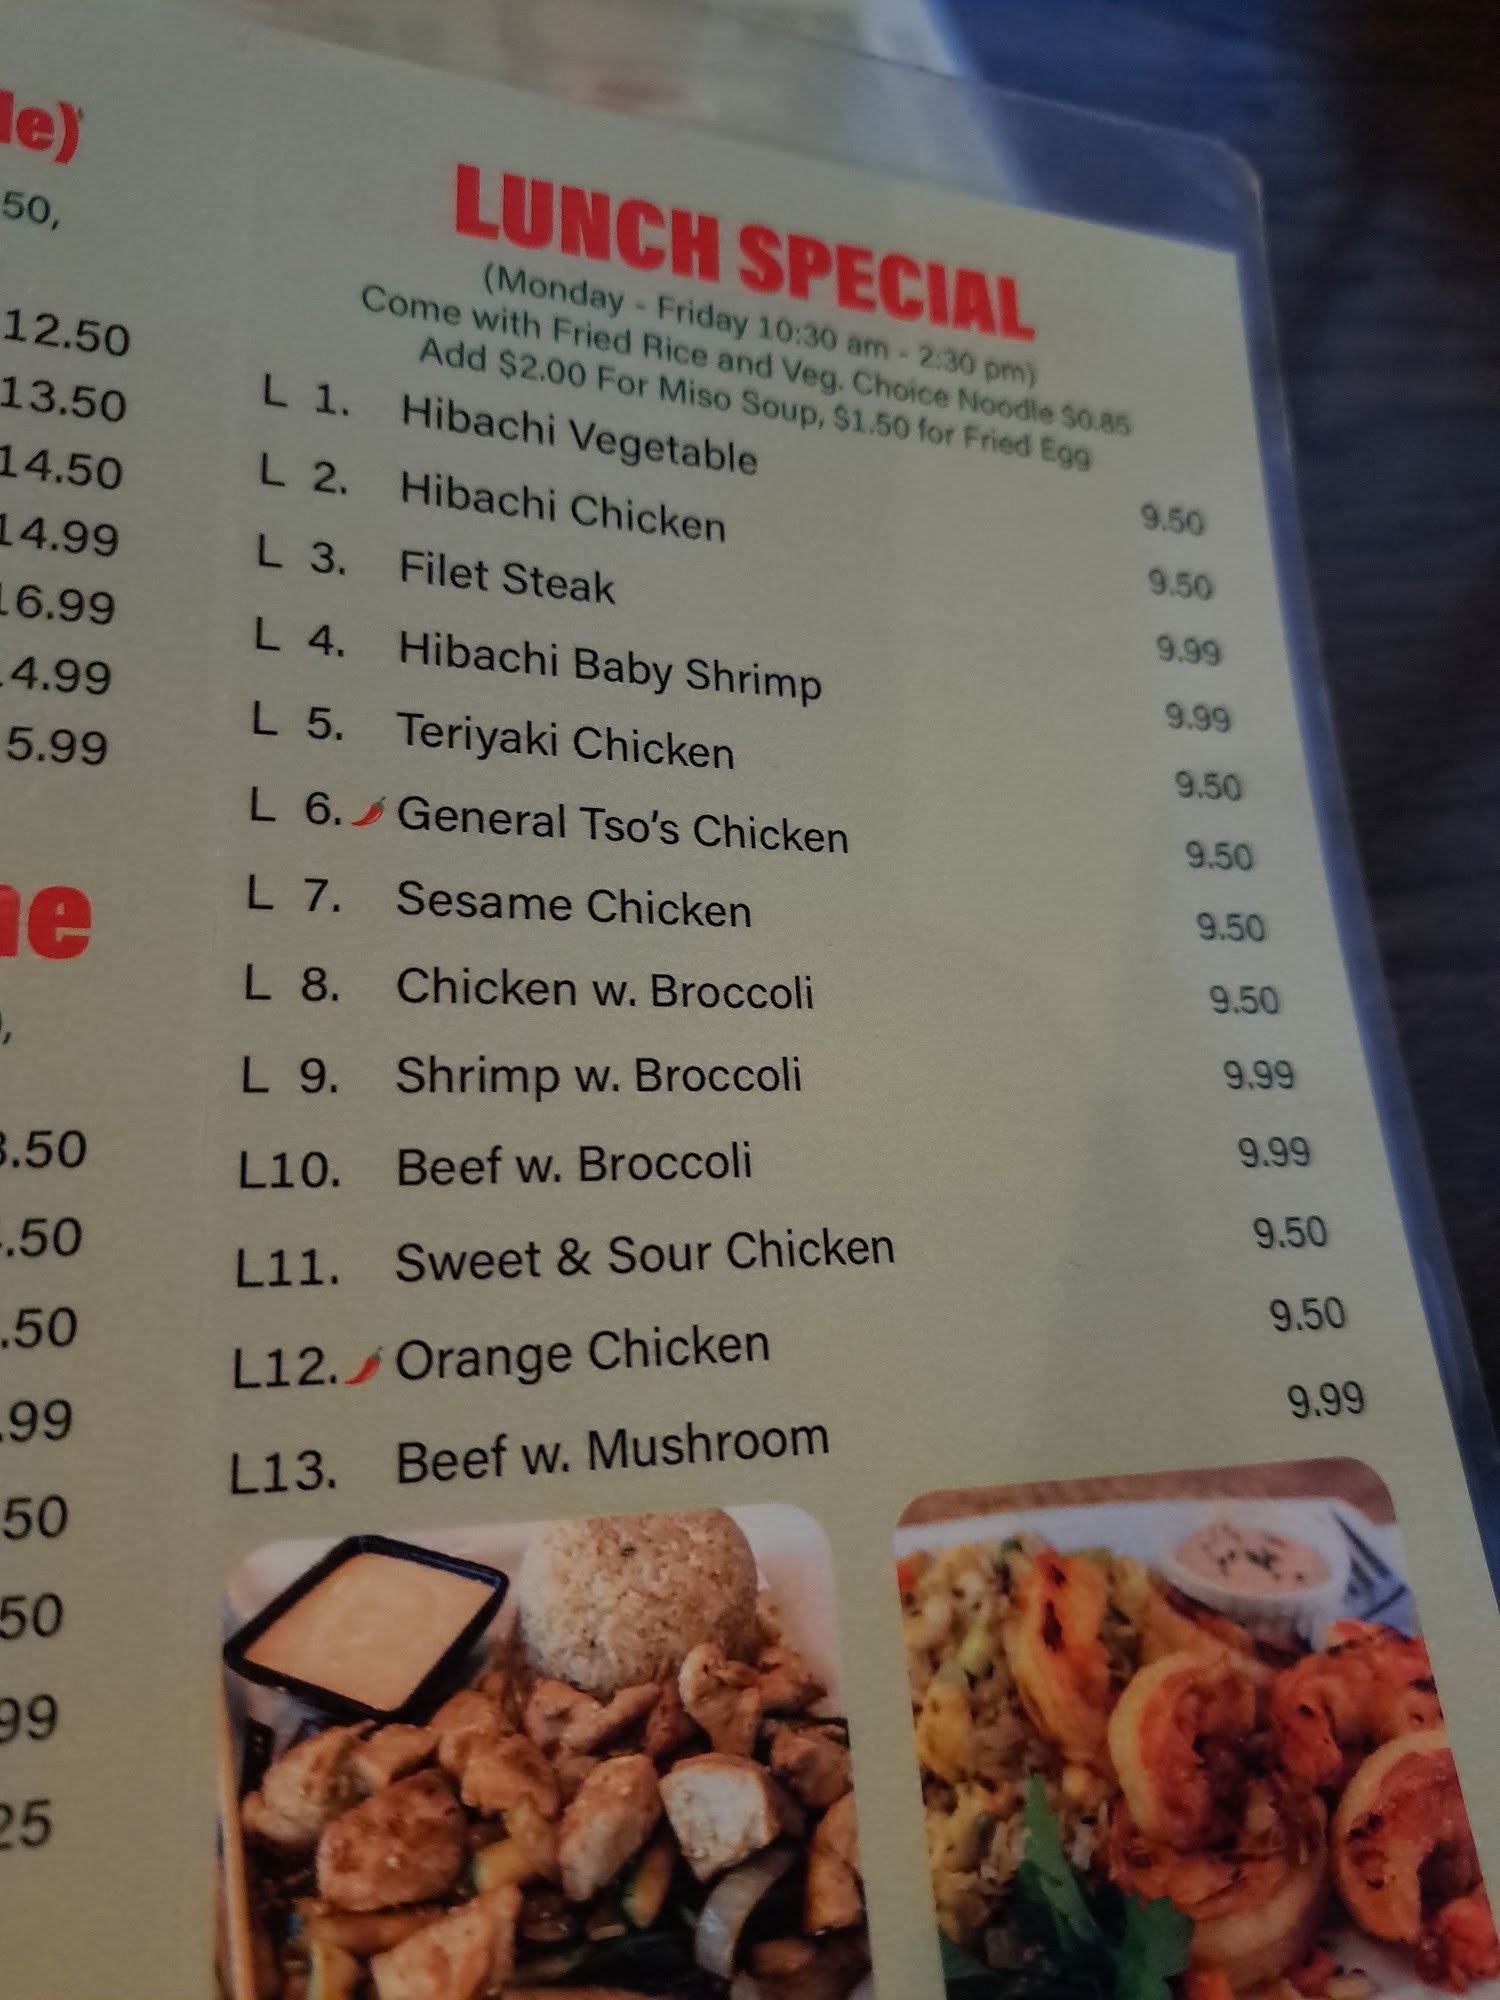 le)
50,
12.50
13.50
14.50
14.99
16.99
4.99
5.99
ne
3.50
.50
.50
.99
50
50
99
25
LUNCH SPECIAL
(Monday - Friday 10:30 am - 2:30 pm)
Come with Fried Rice and Veg. Choice Noodle $0.85
Add $2.00 For Miso Soup, $1.50 for Fried Egg
L 1. Hibachi Vegetable 9.50
L 2. Hibachi Chicken 9.50
L 3. Filet Steak 9.99
L 4. Hibachi Baby Shrimp 9.99
L 5. Teriyaki Chicken 9.50
L 6. General Tso's Chicken 9.50
L 7. Sesame Chicken 9.50
L 8. Chicken w. Broccoli 9.50
L 9. Shrimp w. Broccoli 9.99
L10. Beef w. Broccoli 9.99
L11. Sweet & Sour Chicken 9.50
L12. Orange Chicken 9.50
L13. Beef w. Mushroom 9.99